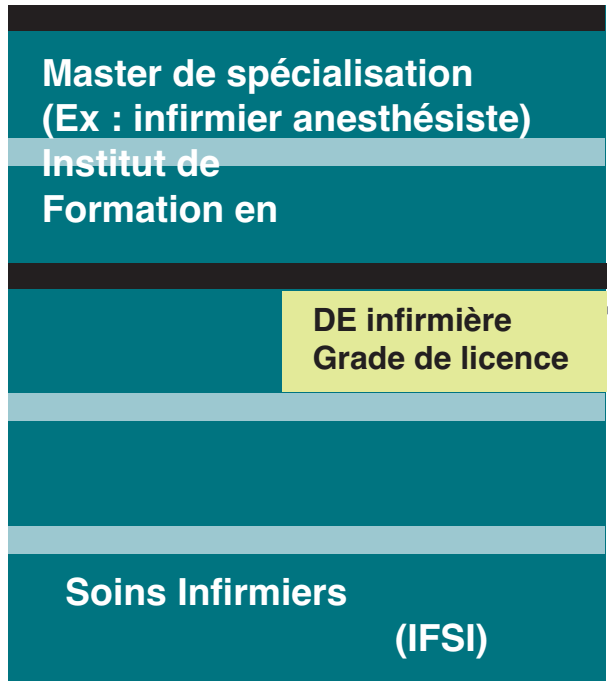 Master de spécialisation
(Ex : infirmier anesthésiste)
Institut de
Formation en
DE infirmière
Grade de licence
Soins Infirmiers
(IFSI)